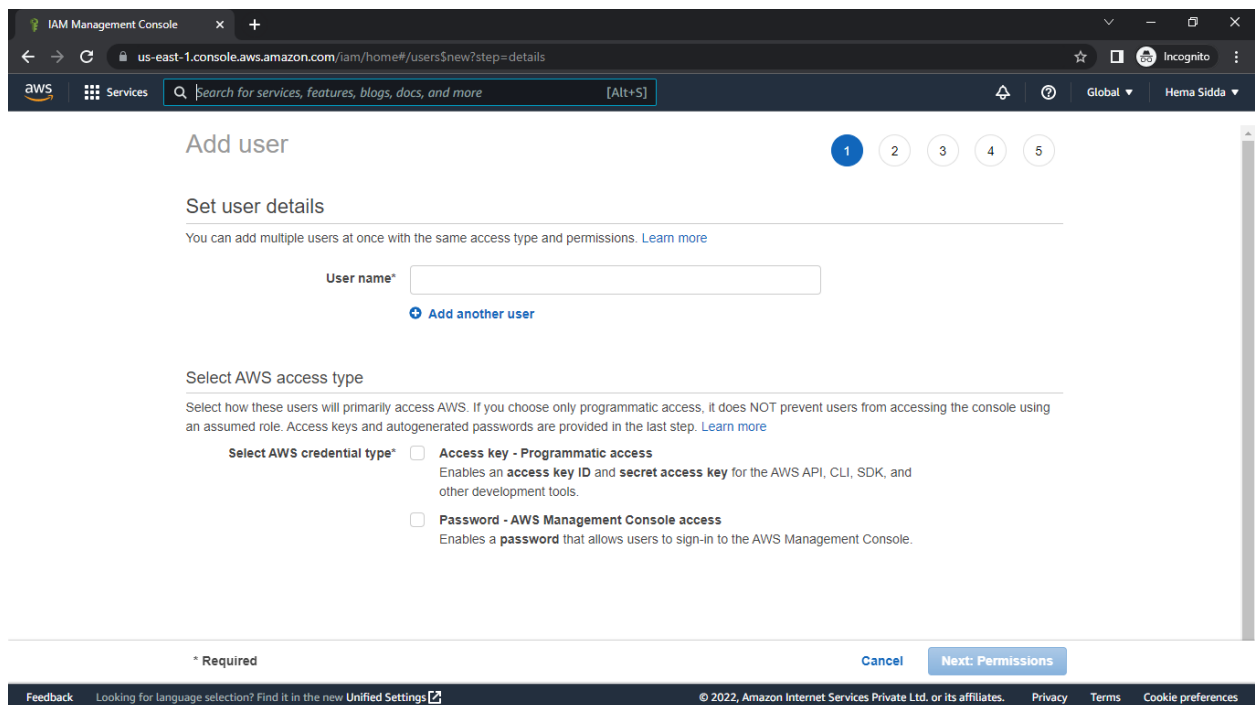 IAM Management Console
us-east-1.console.aws.amazon.com/iam/home#/users$new?step=details
Incognito
aws Services Search for services, features, blogs, docs, and more [Alt+S] Global Hema Sidda
Add user
1 2 3 4 5
Set user details
You can add multiple users at once with the same access type and permissions. Learn more
User name*
Add another user
Select AWS access type
Select how these users will primarily access AWS. If you choose only programmatic access, it does NOT prevent users from accessing the console using
an assumed role. Access keys and autogenerated passwords are provided in the last step. Learn more
Select AWS credential type* Access key - Programmatic access
Enables an access key ID and secret access key for the AWS API, CLI, SDK, and
other development tools.
Password - AWS Management Console access
Enables a password that allows users to sign-in to the AWS Management Console.
* Required Cancel Next: Permissions
Feedback Looking for language selection? Find it in the new Unified Settings © 2022, Amazon Internet Services Private Ltd. or its affiliates. Privacy Terms Cookie preferences